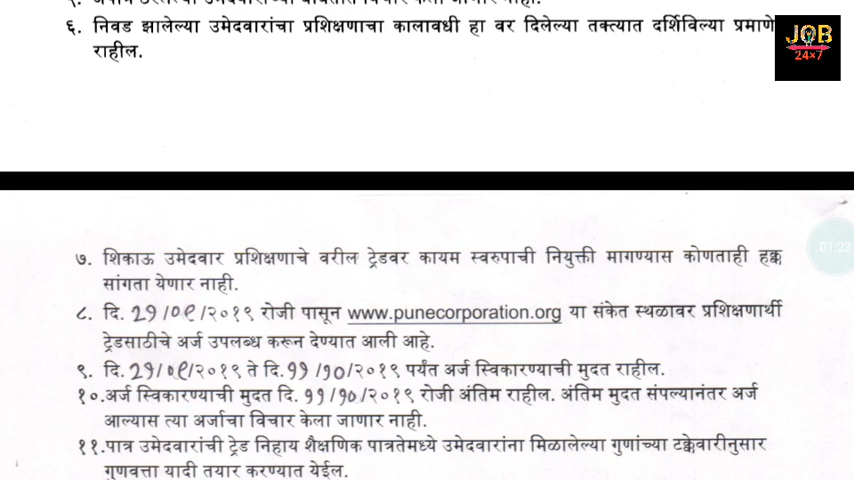 ६. निवड झालेल्या उमेदवारांचा प्रशिक्षणाचा कालावधी हा वर दिलेल्या तक्त्यात दर्शिविल्या प्रमाणे
राहील.
JOB
24×7
01:23
७. शिकाऊ उमेदवार प्रशिक्षणाचे वरील ट्रेडवर कायम स्वरुपाची नियुक्ती मागण्यास कोणताही हक्क
सांगता येणार नाही.
८. दि. 29/०९/२०१९ रोजी पासून www.punecorporation.org या संकेत स्थळावर प्रशिक्षणार्थी
ट्रेडसाठीचे अर्ज उपलब्ध करून देण्यात आली आहे.
९. दि. 29/०९/२०१९ ते दि. ११/१०/२०१९ पर्यंत अर्ज स्विकारण्याची मुदत राहील.
१०.अर्ज स्विकारण्याची मुदत दि. ११/१०/२०१९ रोजी अंतिम राहील. अंतिम मुदत संपल्यानंतर अर्ज
आल्यास त्या अर्जाचा विचार केला जाणार नाही.
११.पात्र उमेदवारांची ट्रेड निहाय शैक्षणिक पात्रतेमध्ये उमेदवारांना मिळालेल्या गुणांच्या टक्केवारीनुसार
गुणवत्ता यादी तयार करण्यात येईल.